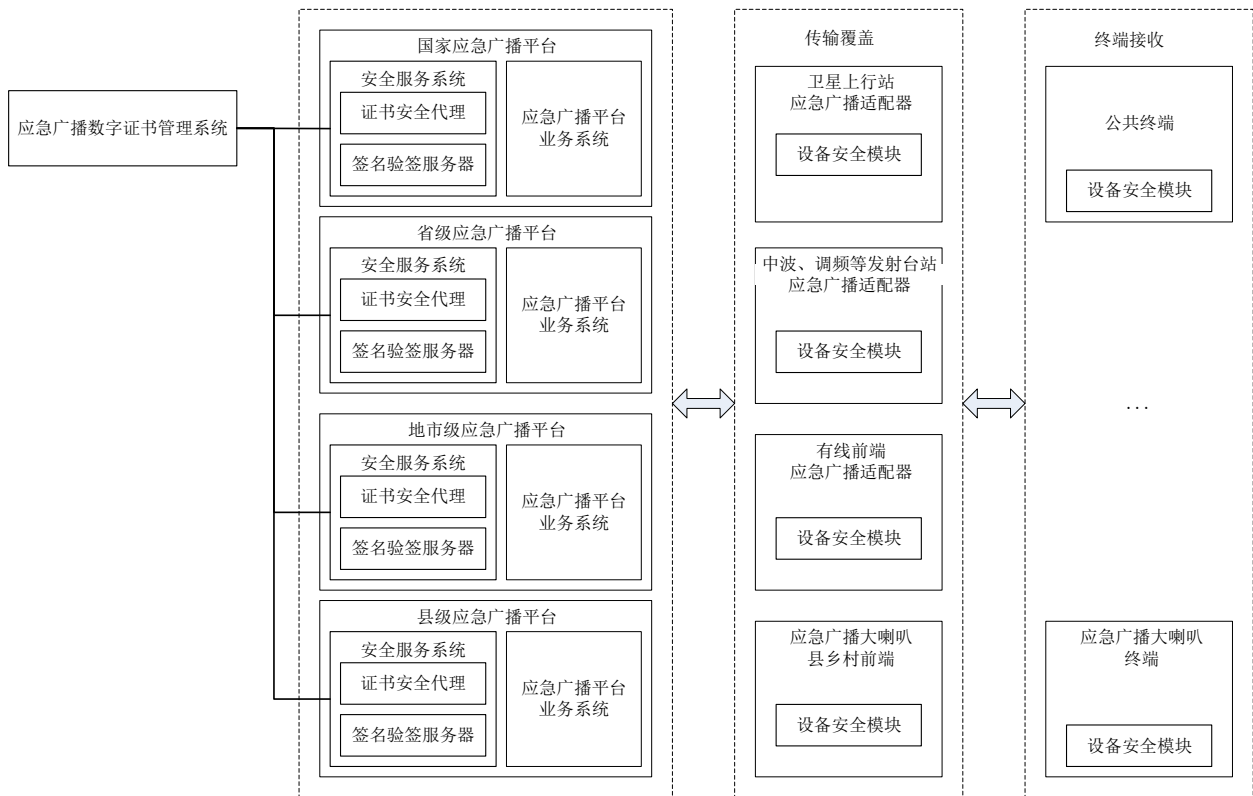 应急广播数字证书管理系统
国家应急广播平台
安全服务系统
证书安全代理
签名验签服务器
应急广播平台
业务系统
省级应急广播平台
安全服务系统
证书安全代理
签名验签服务器
应急广播平台
业务系统
地市级应急广播平台
安全服务系统
证书安全代理
签名验签服务器
应急广播平台
业务系统
县级应急广播平台
安全服务系统
证书安全代理
签名验签服务器
应急广播平台
业务系统
传输覆盖
卫星上行站
应急广播适配器
设备安全模块
中波、调频等发射台站
应急广播适配器
设备安全模块
有线前端
应急广播适配器
设备安全模块
应急广播大喇叭
县乡村前端
设备安全模块
终端接收
公共终端
设备安全模块
...
应急广播大喇叭
终端
设备安全模块